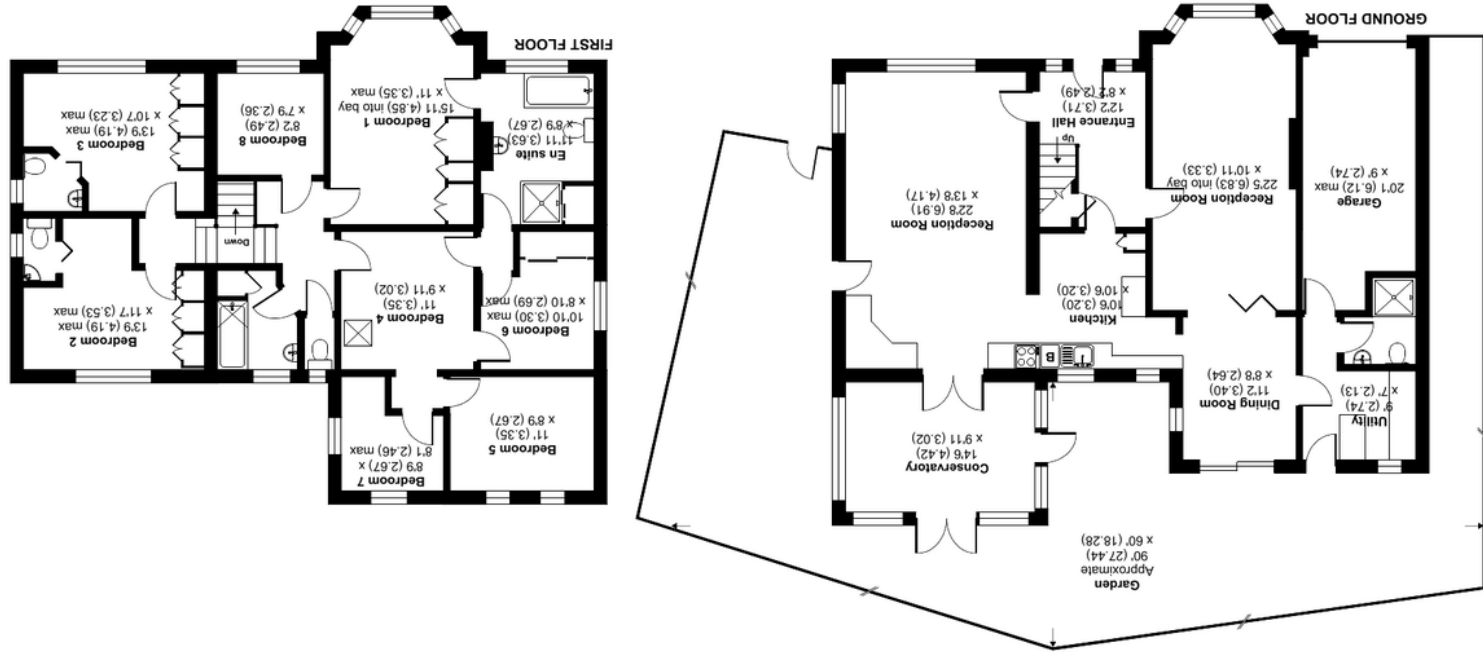 Garden
Approximate
90' (27.44)
x 60' (18.28)
Utility
9' (2.74)
x 7' (2.13)
Dining Room
11'2 (3.40)
x 8'8 (2.64)
Conservatory
14'6 (4.42)
x 9'11 (3.02)
B
Kitchen
10'6 (3.20)
x 10'6 (3.20)
Garage
20'1 (6.12) max
x 9' (2.74)
Reception Room
22'5 (6.83) into bay
x 10'11 (3.33)
Reception Room
22'8 (6.91)
x 13'8 (4.17)
Up
Entrance Hall
12'2 (3.71)
x 8'2 (2.49)
GROUND FLOOR
Bedroom 5
11' (3.35)
x 8'9 (2.67)
Bedroom 7
8'9 (2.67) x
8'1 (2.46) max
Bedroom 6
10'10 (3.30) max
x 8'10 (2.69) max
Bedroom 4
11' (3.35)
x 9'11 (3.02)
Bedroom 2
13'9 (4.19) max
x 11'7 (3.53) max
Down
En suite
11'11 (3.63)
x 8'9 (2.67)
Bedroom 1
15'11 (4.85) into bay
x 11' (3.35) max
Bedroom 8
8'2 (2.49)
x 7'9 (2.36)
Bedroom 3
13'9 (4.19) max
x 10'7 (3.23) max
FIRST FLOOR